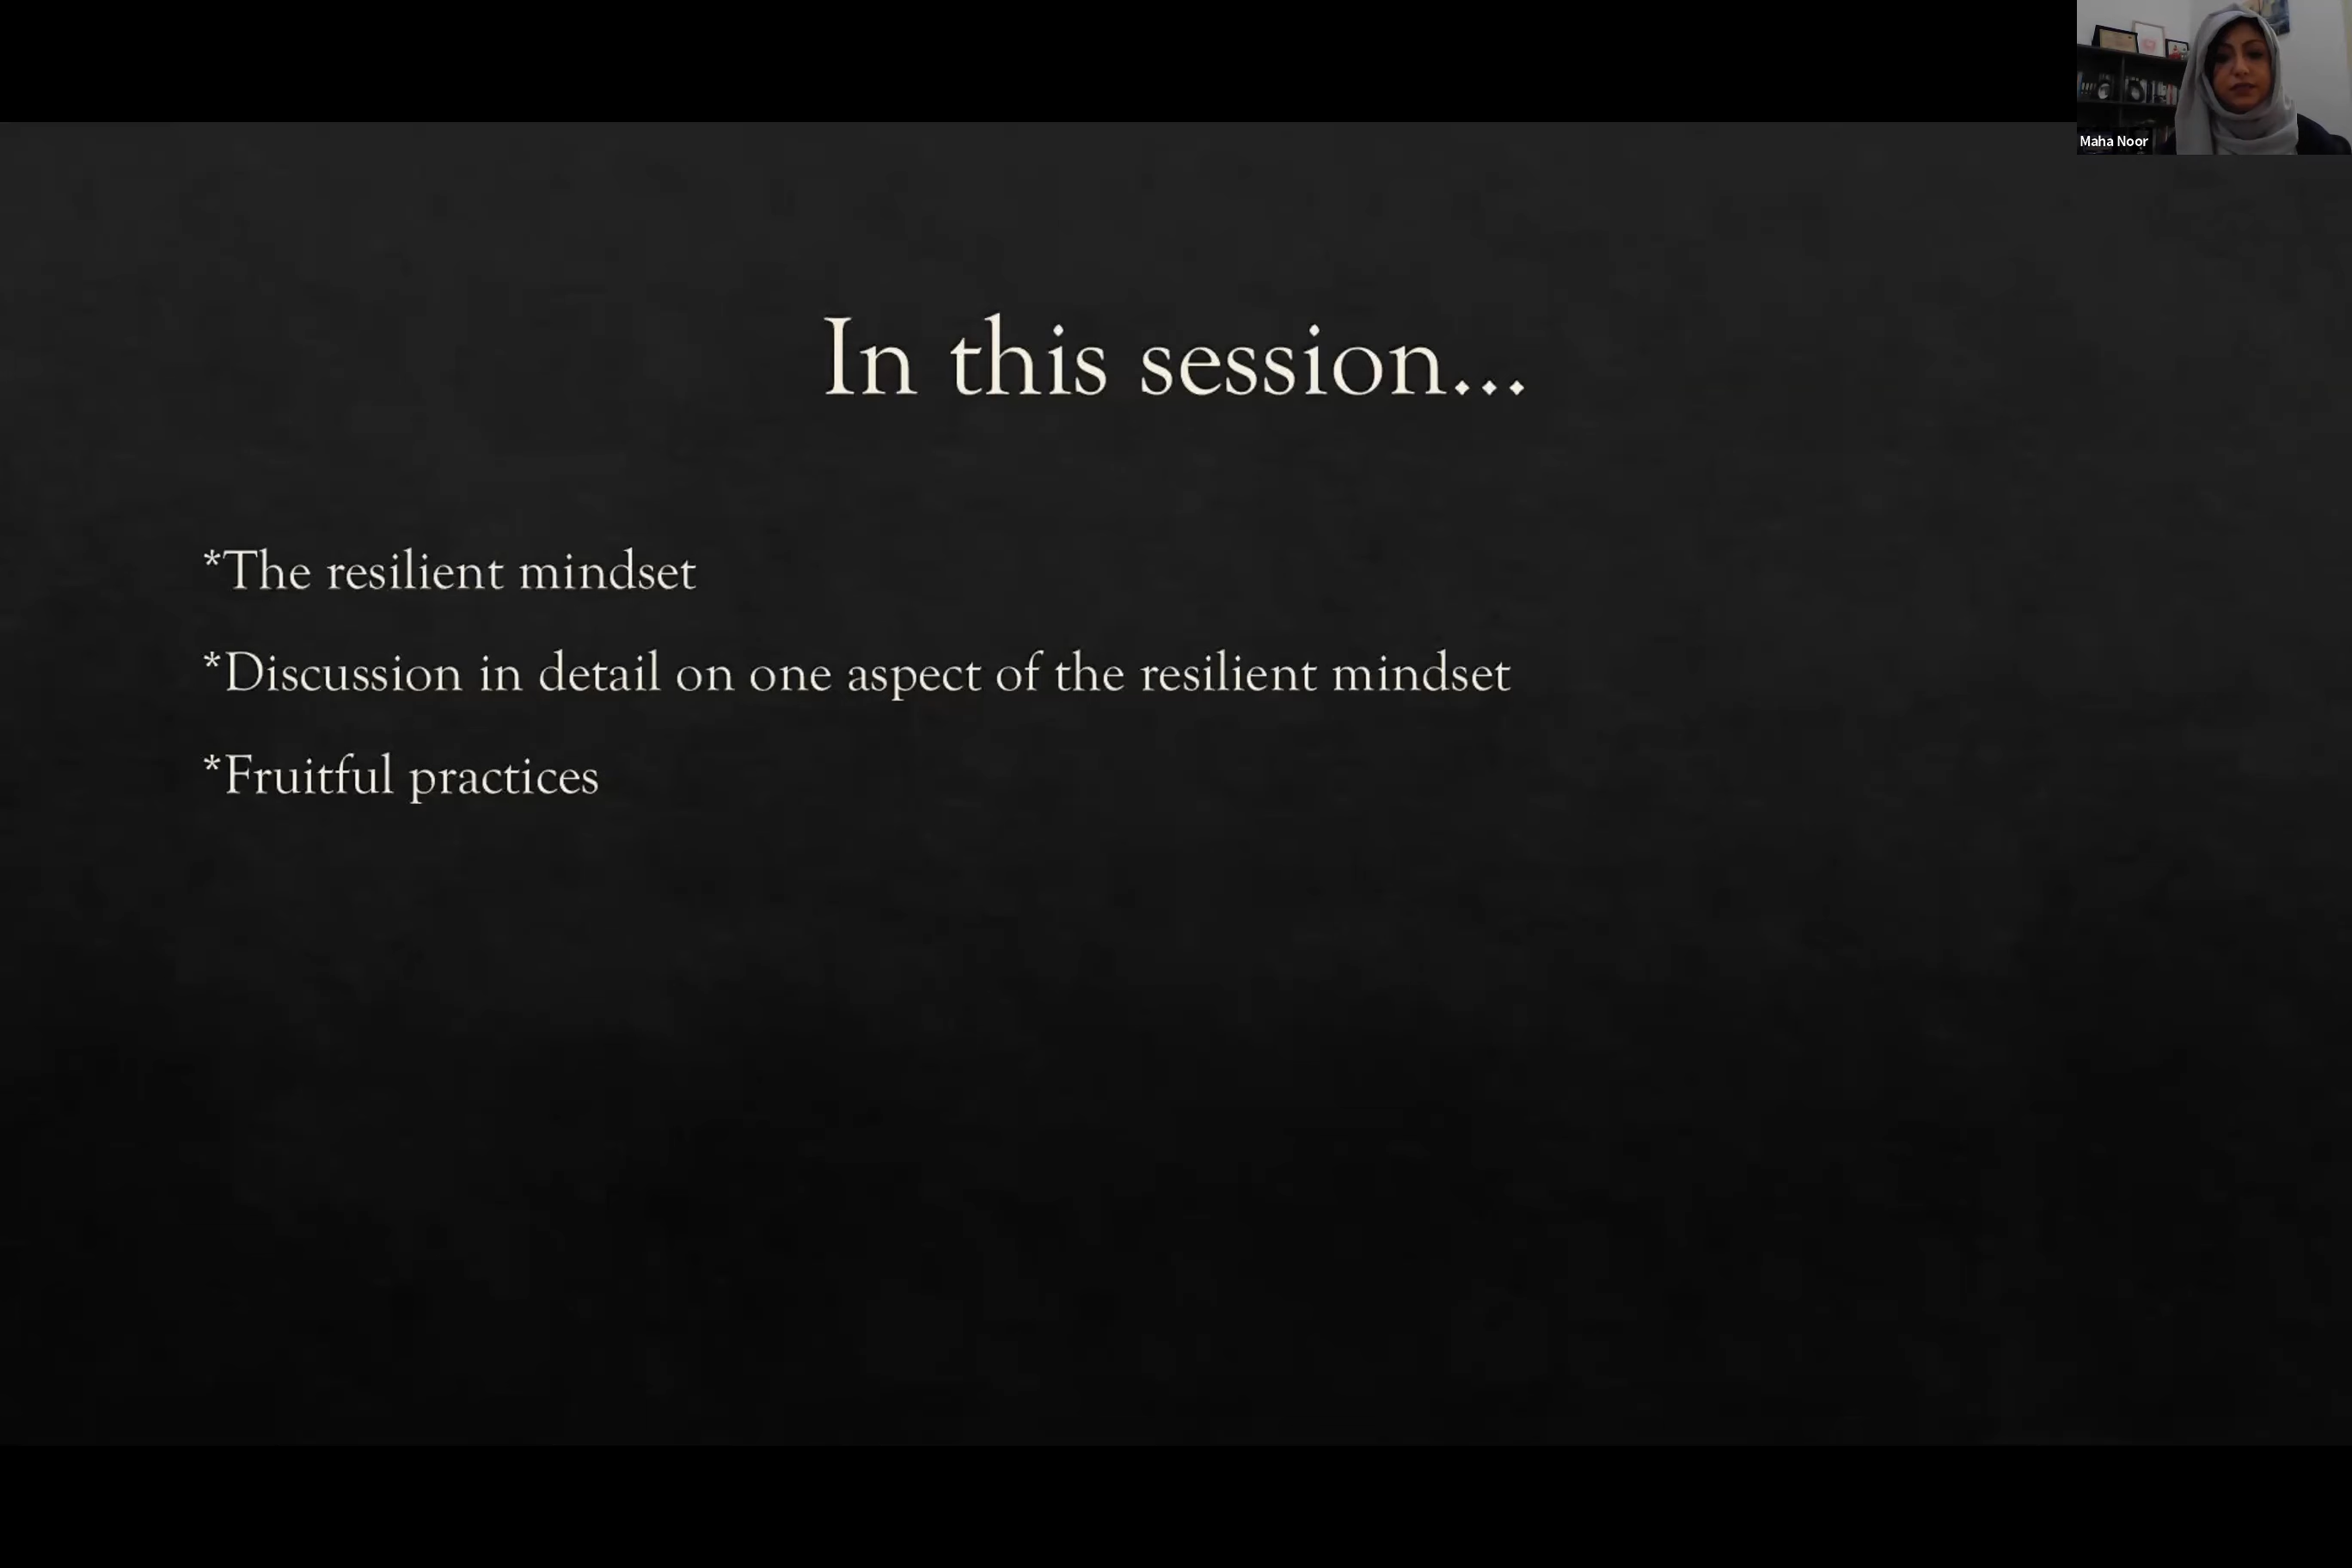 Maha Noor
In this session...
*The resilient mindset
*Discussion in detail on one aspect of the resilient mindset
*Fruitful practices